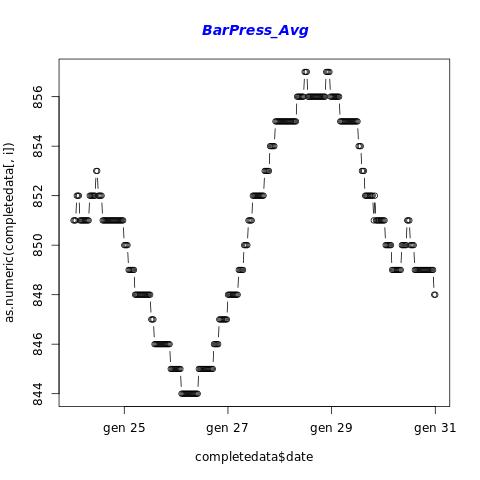 BarPress_Avg
as.numeric(completedata[, i])
856
854
852
850
848
846
844
gen 25
gen 27
gen 29
gen 31
completedata$date